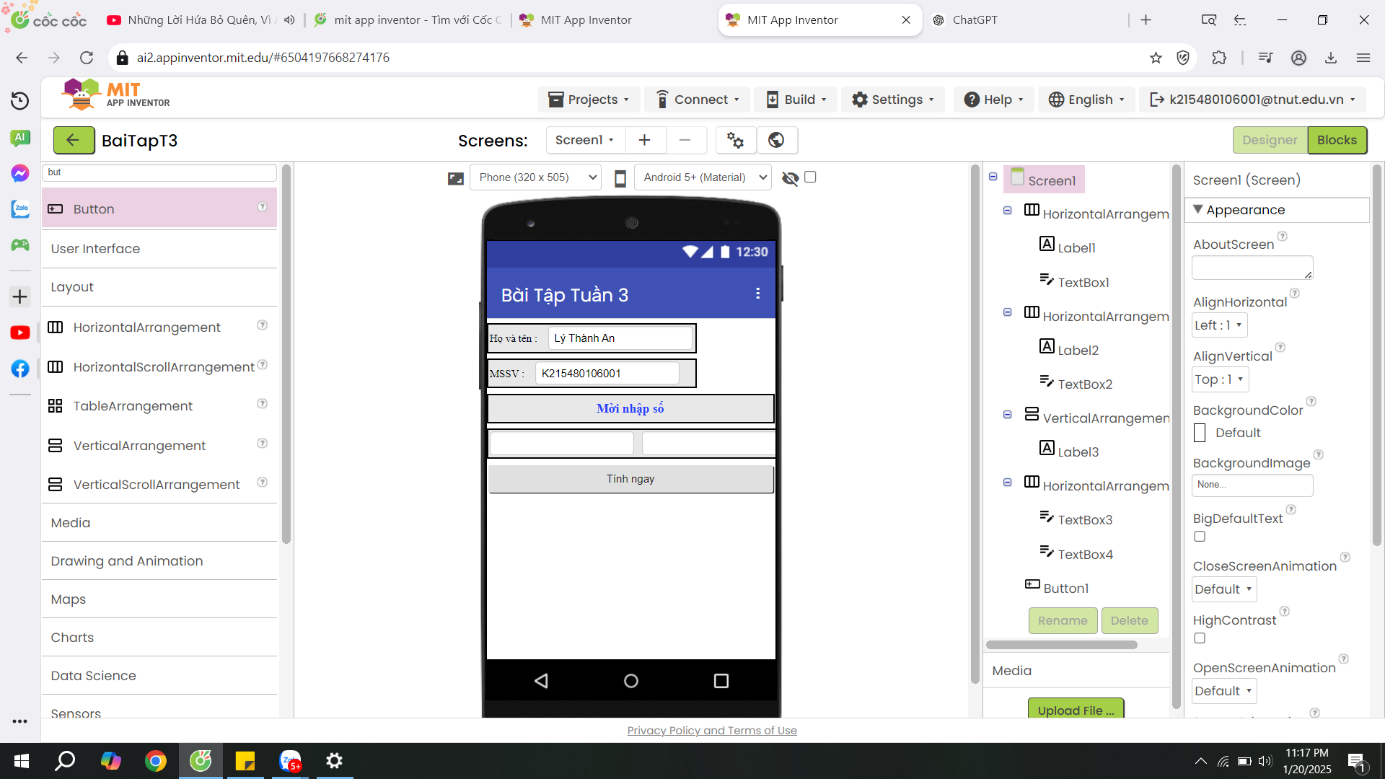 cốc cốc
Những Lời Hứa Bỏ Quên, Vì A
mit app inventor - Tìm với Cốc C
MIT App Inventor
MIT App Inventor
ChatGPT
ai2.appinventor.mit.edu/#6504197668274176
MIT
APP INVENTOR
Projects
Connect
Build
Settings
Help
English
k215480106001@tnut.edu.vn
BaiTapT3
Screens:
Screen1
Designer
Blocks
but
Button
User Interface
Layout
HorizontalArrangement
HorizontalScrollArrangement
TableArrangement
VerticalArrangement
VerticalScrollArrangement
Media
Drawing and Animation
Maps
Charts
Data Science
Sensors
Phone (320 x 505)
Android 5+ (Material)
12:30
Bài Tập Tuần 3
Họ và tên :
Lý Thành An
MSSV :
K215480106001
Mời nhập số
Tính ngay
Screen1
HorizontalArrangem
Label1
TextBox1
HorizontalArrangem
Label2
TextBox2
VerticalArrangemen
Label3
HorizontalArrangem
TextBox3
TextBox4
Button1
Rename
Delete
Media
Upload File ...
Screen1 (Screen)
Appearance
AboutScreen
AlignHorizontal
Left : 1
AlignVertical
Top : 1
BackgroundColor
Default
BackgroundImage
None...
BigDefaultText
CloseScreenAnimation
Default
HighContrast
OpenScreenAnimation
Default
Privacy Policy and Terms of Use
AI
Zalo
5+
11:17 PM
1/20/2025
1